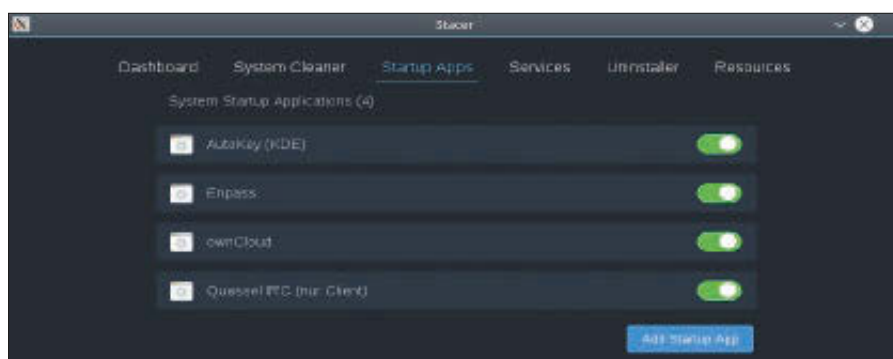 Stacer
Dashboard System Cleaner Startup Apps Services Uninstaller Resources
System Startup Applications (4)
AutoKey (KDE)
Enpass
ownCloud
Quassel IRC (nur Client)
Add Startup App